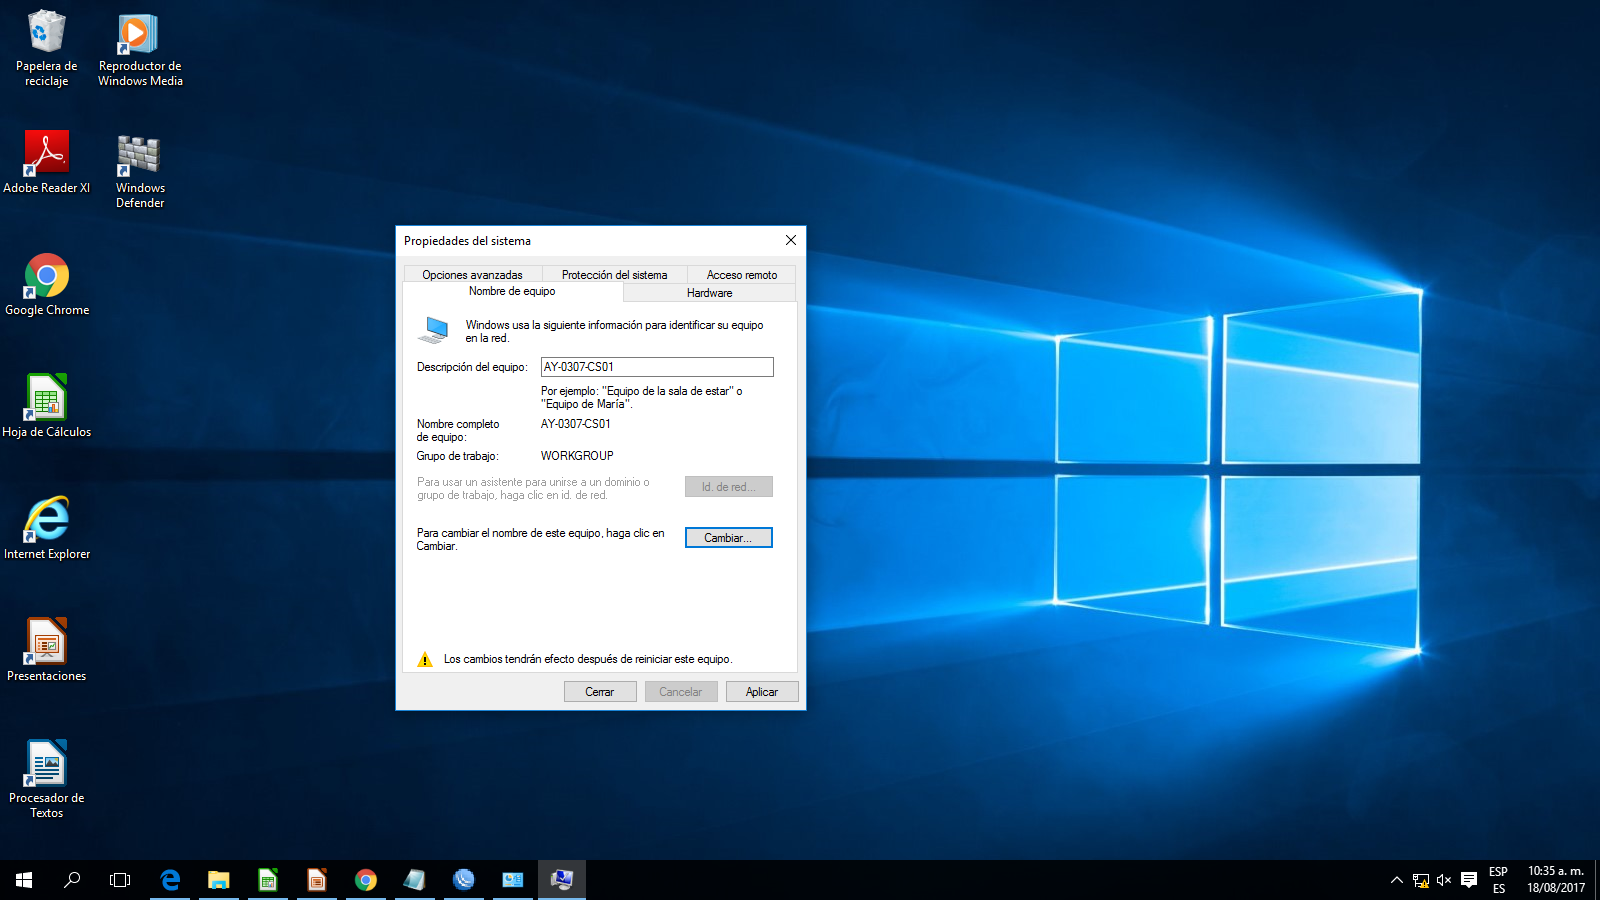 Papelera de
reciclaje
Reproductor de
Windows Media
Adobe Reader XI
Windows
Defender
Google Chrome
Hoja de Cálculos
Internet Explorer
Presentaciones
Procesador de
Textos
Propiedades del sistema
Opciones avanzadas
Protección del sistema
Acceso remoto
Nombre de equipo
Hardware
Windows usa la siguiente información para identificar su equipo
en la red.
Descripción del equipo:
AY-0307-CS01
Por ejemplo: "Equipo de la sala de estar" o
"Equipo de María".
Nombre completo
de equipo:
AY-0307-CS01
Grupo de trabajo:
WORKGROUP
Para usar un asistente para unirse a un dominio o
grupo de trabajo, haga clic en id. de red.
Id. de red...
Para cambiar el nombre de este equipo, haga clic en
Cambiar.
Cambiar...
Los cambios tendrán efecto después de reiniciar este equipo.
Cerrar
Cancelar
Aplicar
ESP
ES
10:35 a. m.
18/08/2017